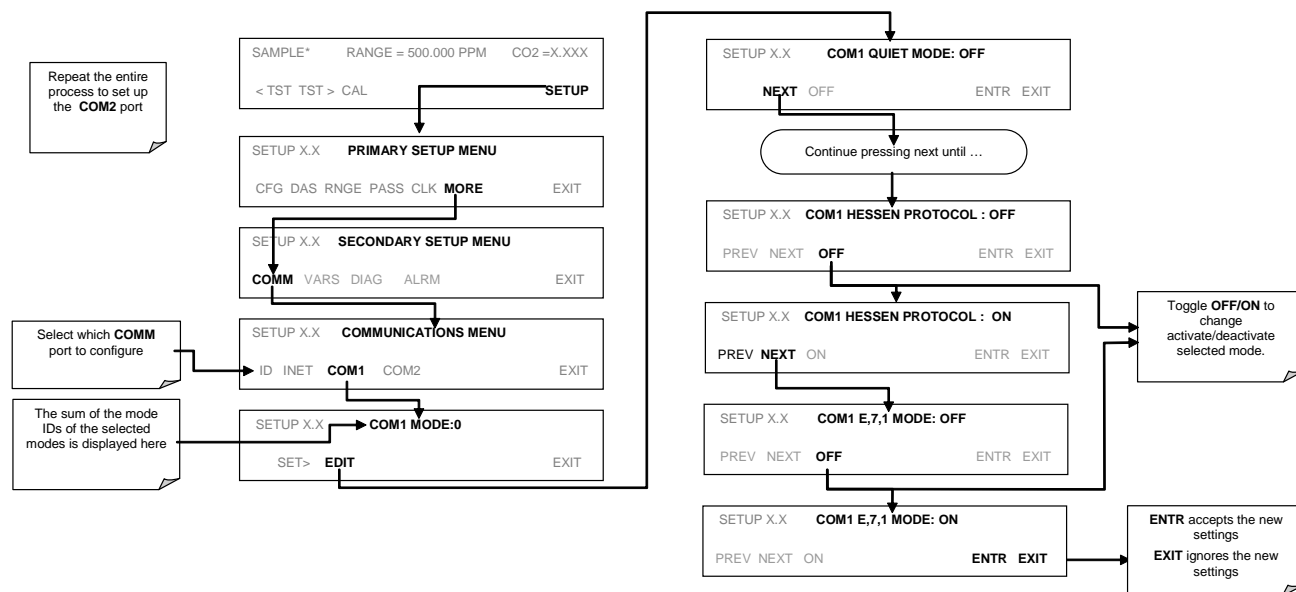 Repeat the entire
process to set up
the COM2 port
SAMPLE* RANGE = 500.000 PPM CO2 =X.XXX
< TST TST > CAL SETUP
SETUP X.X PRIMARY SETUP MENU
CFG DAS RNGE PASS CLK MORE EXIT
SETUP X.X SECONDARY SETUP MENU
COMM VARS DIAG ALRM EXIT
Select which COMM
port to configure
SETUP X.X COMMUNICATIONS MENU
ID INET COM1 COM2 EXIT
The sum of the mode
IDs of the selected
modes is displayed here
SETUP X.X COM1 MODE:0
SET> EDIT EXIT
SETUP X.X COM1 QUIET MODE: OFF
NEXT OFF ENTR EXIT
Continue pressing next until …
SETUP X.X COM1 HESSEN PROTOCOL : OFF
PREV NEXT OFF ENTR EXIT
SETUP X.X COM1 HESSEN PROTOCOL : ON
PREV NEXT ON ENTR EXIT
Toggle OFF/ON to
change
activate/deactivate
selected mode.
SETUP X.X COM1 E,7,1 MODE: OFF
PREV NEXT OFF ENTR EXIT
SETUP X.X COM1 E,7,1 MODE: ON
PREV NEXT ON ENTR EXIT
ENTR accepts the new
settings
EXIT ignores the new
settings